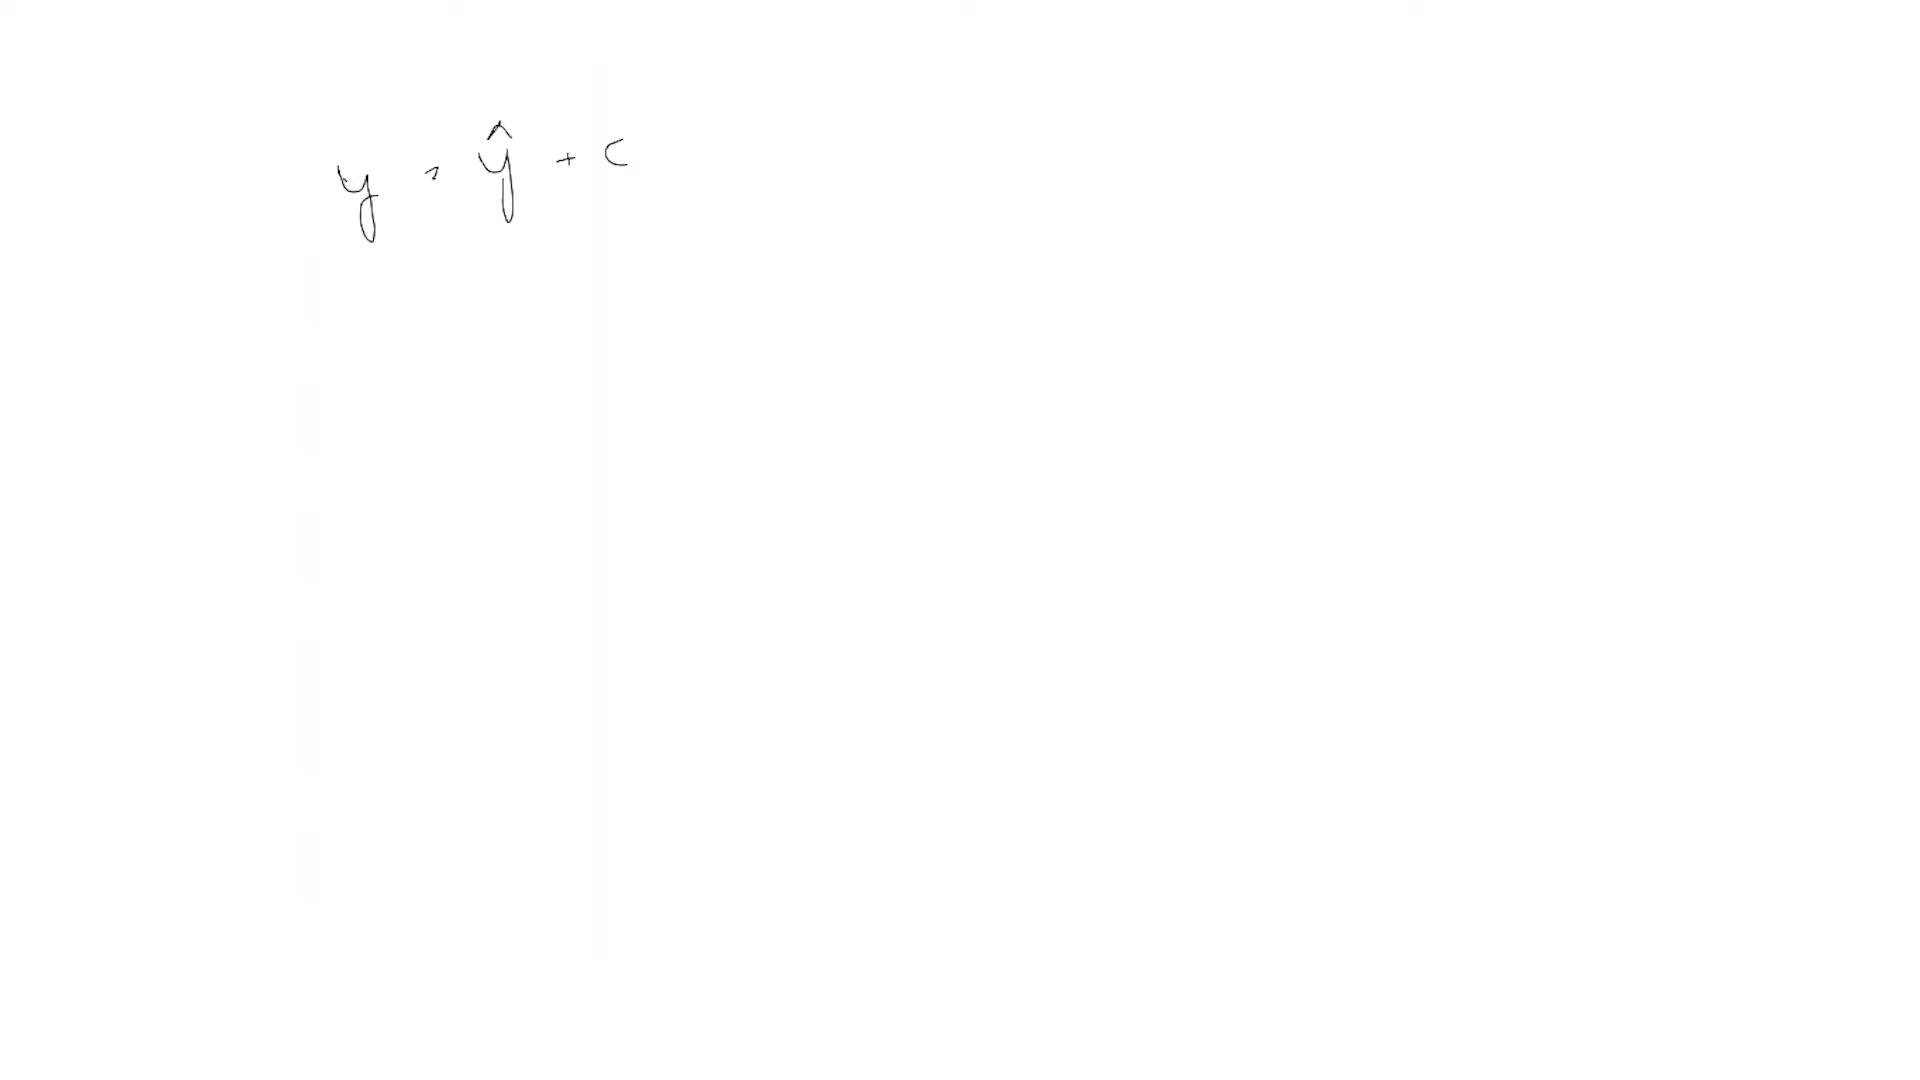 y = ŷ + c